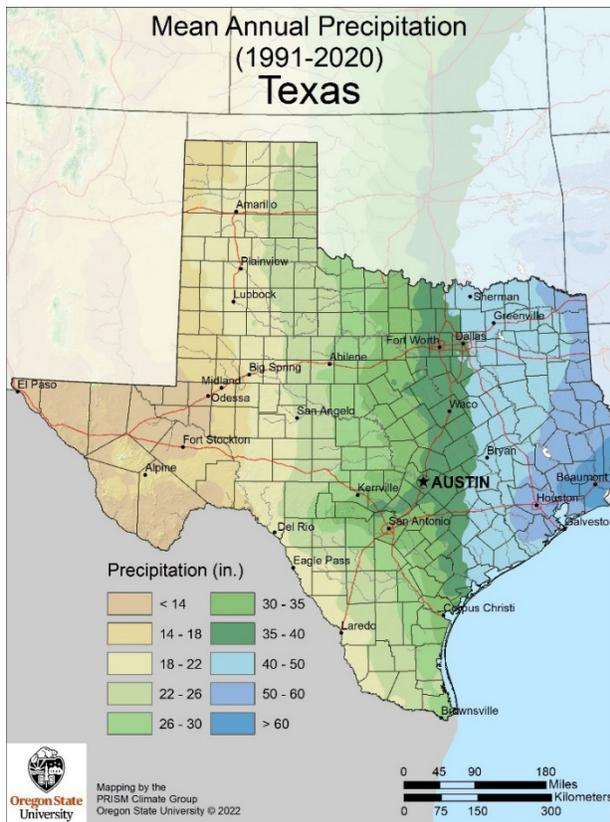 Mean Annual Precipitation
(1991-2020)
Texas
Amarillo
Plainview
Lubbock
Sherman
Greenville
Fort Worth
Dallas
Abilene
Big Spring
Midland
Odessa
El Paso
San Angelo
Waco
Fort Stockton
Bryan
Alpine
Kerrville
AUSTIN
Beaumont
Houston
San Antonio
Galveston
Del Rio
Eagle Pass
Corpus Christi
Laredo
Brownsville
Precipitation (in.)
< 14
14 - 18
18 - 22
22 - 26
26 - 30
30 - 35
35 - 40
40 - 50
50 - 60
> 60
Oregon State
University
Mapping by the
PRISM Climate Group
Oregon State University © 2022
0 45 90 180
Miles
Kilometers
0 75 150 300